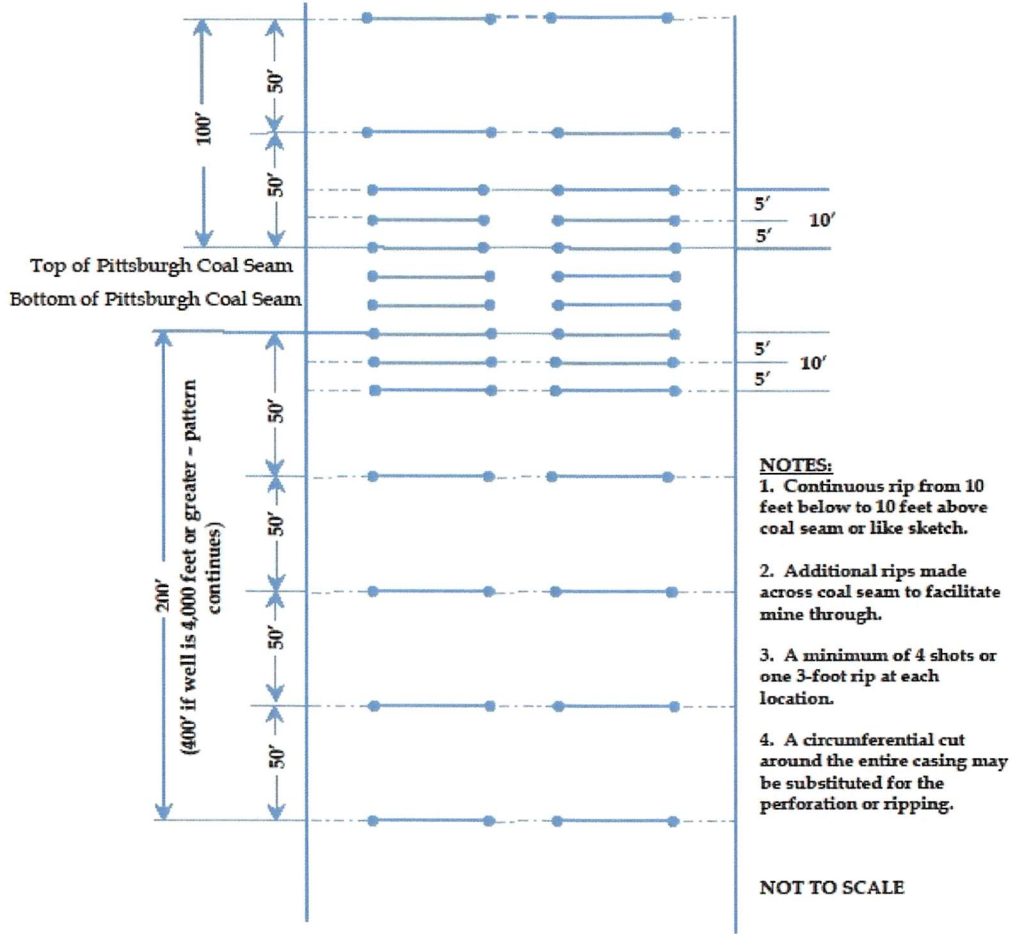 100′
50′
50′
5′
10′
5′
Top of Pittsburgh Coal Seam
Bottom of Pittsburgh Coal Seam
5′
10′
5′
200′
(400′ if well is 4,000 feet or greater – pattern
continues)
50′
50′
50′
50′
NOTES:
1. Continuous rip from 10
feet below to 10 feet above
coal seam or like sketch.
2. Additional rips made
across coal seam to facilitate
mine through.
3. A minimum of 4 shots or
one 3-foot rip at each
location.
4. A circumferential cut
around the entire casing may
be substituted for the
perforation or ripping.
NOT TO SCALE